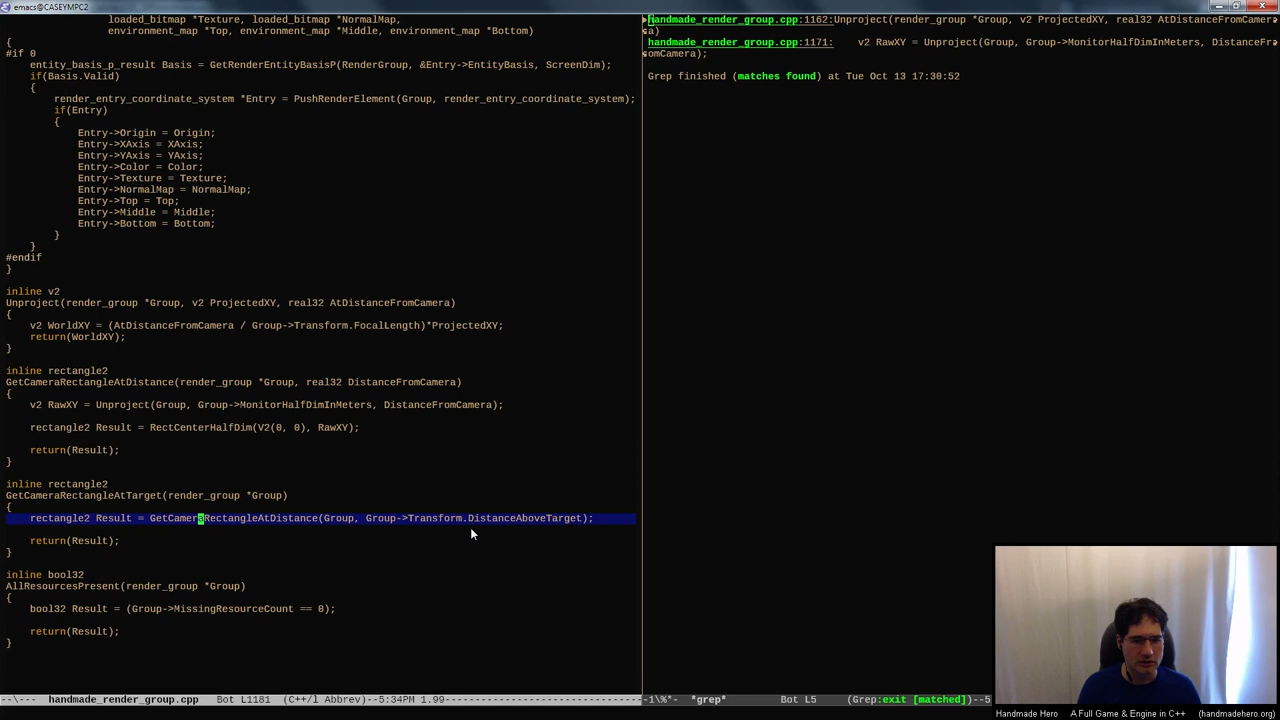 emacs@CASEYMPC2
loaded_bitmap *Texture, loaded_bitmap *NormalMap,
environment_map *Top, environment_map *Middle, environment_map *Bottom)
{
#if 0
entity_basis_p_result Basis = GetRenderEntityBasisP(RenderGroup, &Entry->EntityBasis, ScreenDim);
if(Basis.Valid)
{
render_entry_coordinate_system *Entry = PushRenderElement(Group, render_entry_coordinate_system);
if(Entry)
{
Entry->Origin = Origin;
Entry->XAxis = XAxis;
Entry->YAxis = YAxis;
Entry->Color = Color;
Entry->Texture = Texture;
Entry->NormalMap = NormalMap;
Entry->Top = Top;
Entry->Middle = Middle;
Entry->Bottom = Bottom;
}
}
#endif
}
inline v2
Unproject(render_group *Group, v2 ProjectedXY, real32 AtDistanceFromCamera)
{
v2 WorldXY = (AtDistanceFromCamera / Group->Transform.FocalLength)*ProjectedXY;
return(WorldXY);
}
inline rectangle2
GetCameraRectangleAtDistance(render_group *Group, real32 DistanceFromCamera)
{
v2 RawXY = Unproject(Group, Group->MonitorHalfDimInMeters, DistanceFromCamera);
rectangle2 Result = RectCenterHalfDim(V2(0, 0), RawXY);
return(Result);
}
inline rectangle2
GetCameraRectangleAtTarget(render_group *Group)
{
rectangle2 Result = GetCameraRectangleAtDistance(Group, Group->Transform.DistanceAboveTarget);
return(Result);
}
inline bool32
AllResourcesPresent(render_group *Group)
{
bool32 Result = (Group->MissingResourceCount == 0);
return(Result);
}
--\--- handmade_render_group.cpp Bot L1181 (C++/l Abbrev)--5:34PM 1.99
handmade_render_group.cpp:1162:Unproject(render_group *Group, v2 ProjectedXY, real32 AtDistanceFromCamer
a)
handmade_render_group.cpp:1171: v2 RawXY = Unproject(Group, Group->MonitorHalfDimInMeters, DistanceFr
omCamera);
Grep finished (matches found) at Tue Oct 13 17:30:52
-1\%*- *grep* Bot L5 (Grep:exit [matched])--5
Handmade Hero A Full Game & Engine in C++ (handmadehero.org)